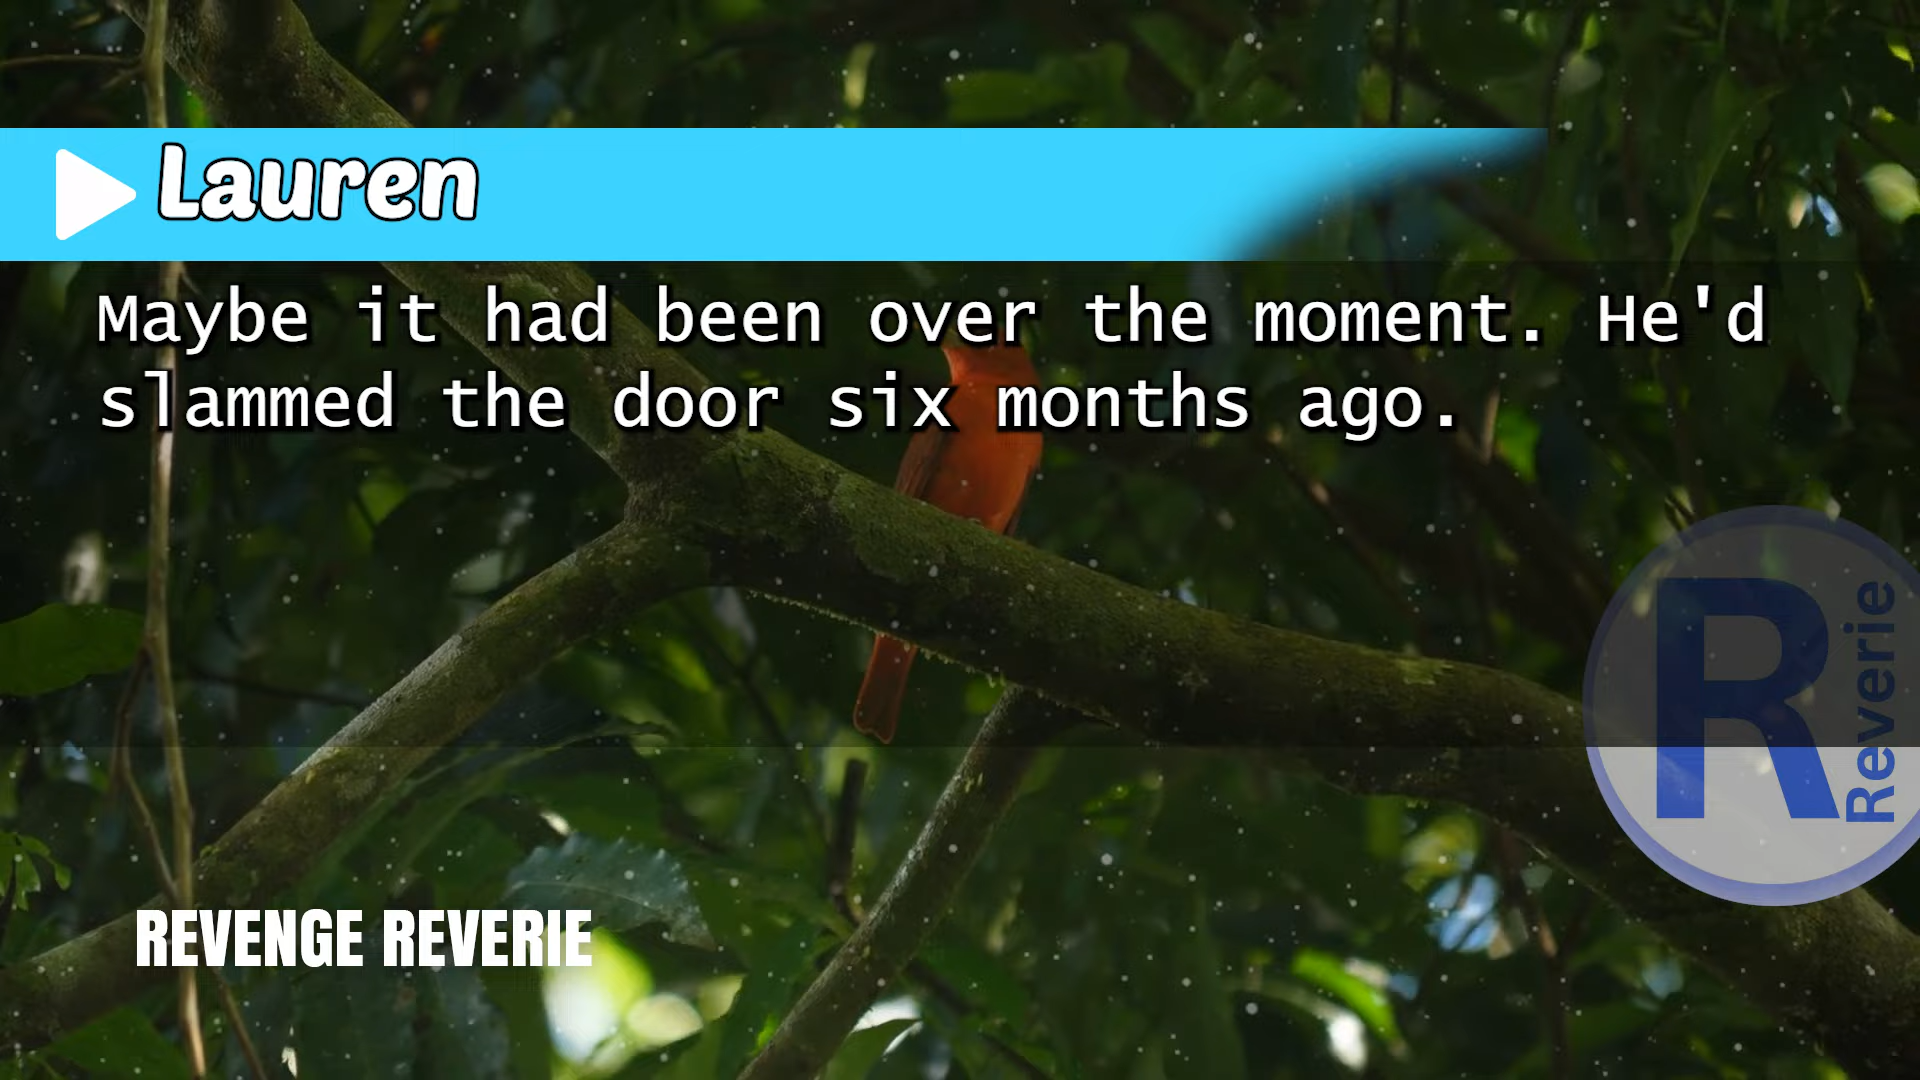 Lauren
Maybe it had been over the moment. He'd
slammed the door six months ago.
R
Reverie
REVENGE REVERIE